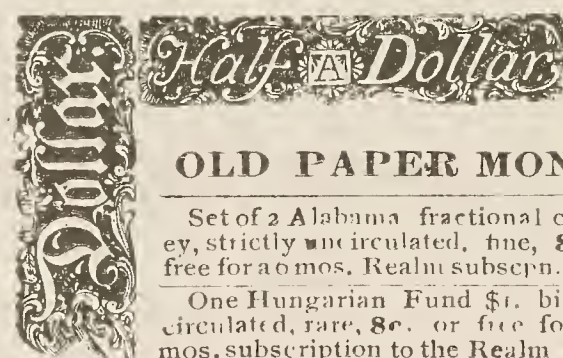 Half A Dollar
Dollar
OLD PAPER MON
Set of 2 Alabama fractional c
ey, strictly uncirculated, fine, 8
free for a 6 mos. Realm subscpn.
One Hungarian Fund $1. bi
circulated, rare, 8c. or free fo
mos. subscription to the Realm